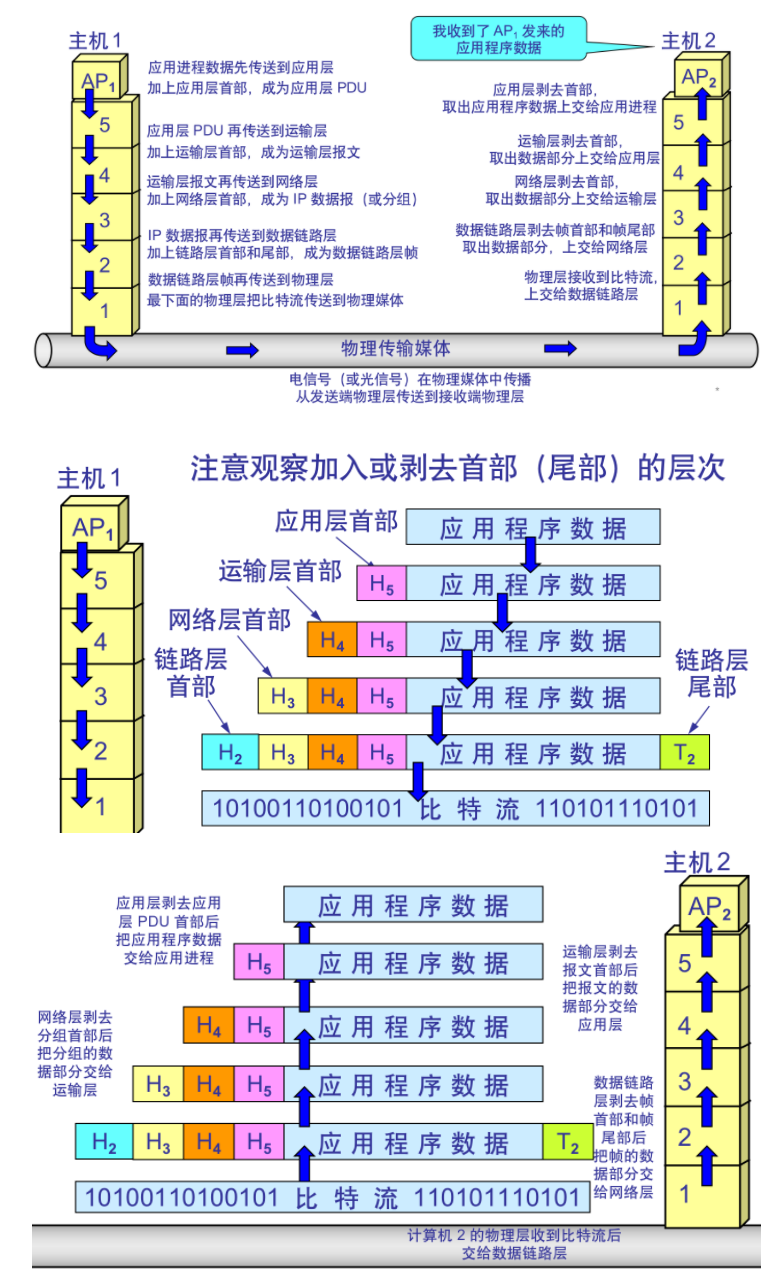 主机 1
AP₁
5
4
3
2
1
应用进程数据先传送到应用层
加上应用层首部，成为应用层 PDU
应用层 PDU 再传送到运输层
加上运输层首部，成为运输层报文
运输层报文再传送到网络层
加上网络层首部，成为 IP 数据报（或分组）
IP 数据报再传送到数据链路层
加上链路层首部和尾部，成为数据链路层帧
数据链路层帧再传送到物理层
最下面的物理层把比特流传送到物理媒体
我收到了 AP₁ 发来的
应用程序数据
主机 2
AP₂
5
4
3
2
1
应用层剥去首部，
取出应用程序数据上交给应用进程
运输层剥去首部，
取出数据部分上交给应用层
网络层剥去首部，
取出数据部分上交给运输层
数据链路层剥去帧首部和帧尾部
取出数据部分，上交给网络层
物理层接收到比特流，
上交给数据链路层
物理传输媒体
电信号（或光信号）在物理媒体中传播
从发送端物理层传送到接收端物理层
主机 1
注意观察加入或剥去首部（尾部）的层次
AP₁
5
4
3
2
1
应用层首部
应 用 程 序 数 据
H₅ 应 用 程 序 数 据
运输层首部
H₄ H₅ 应 用 程 序 数 据
网络层首部
H₃ H₄ H₅ 应 用 程 序 数 据
链路层
首部
链路层
尾部
H₂ H₃ H₄ H₅ 应 用 程 序 数 据 T₂
10100110100101 比 特 流 110101110101
主机 2
AP₂
5
4
3
2
1
应用层剥去应用
层 PDU 首部后
把应用程序数据
交给应用进程
应 用 程 序 数 据
H₅ 应 用 程 序 数 据
运输层剥去
报文首部后
把报文的数
据部分交给
应用层
H₄ H₅ 应 用 程 序 数 据
网络层剥去
分组首部后
把分组的数
据部分交给
运输层
H₃ H₄ H₅ 应 用 程 序 数 据
数据链路
层剥去帧
首部和帧
尾部后
把帧的数
据部分交
给网络层
H₂ H₃ H₄ H₅ 应 用 程 序 数 据 T₂
10100110100101 比 特 流 110101110101
计算机 2 的物理层收到比特流后
交给数据链路层